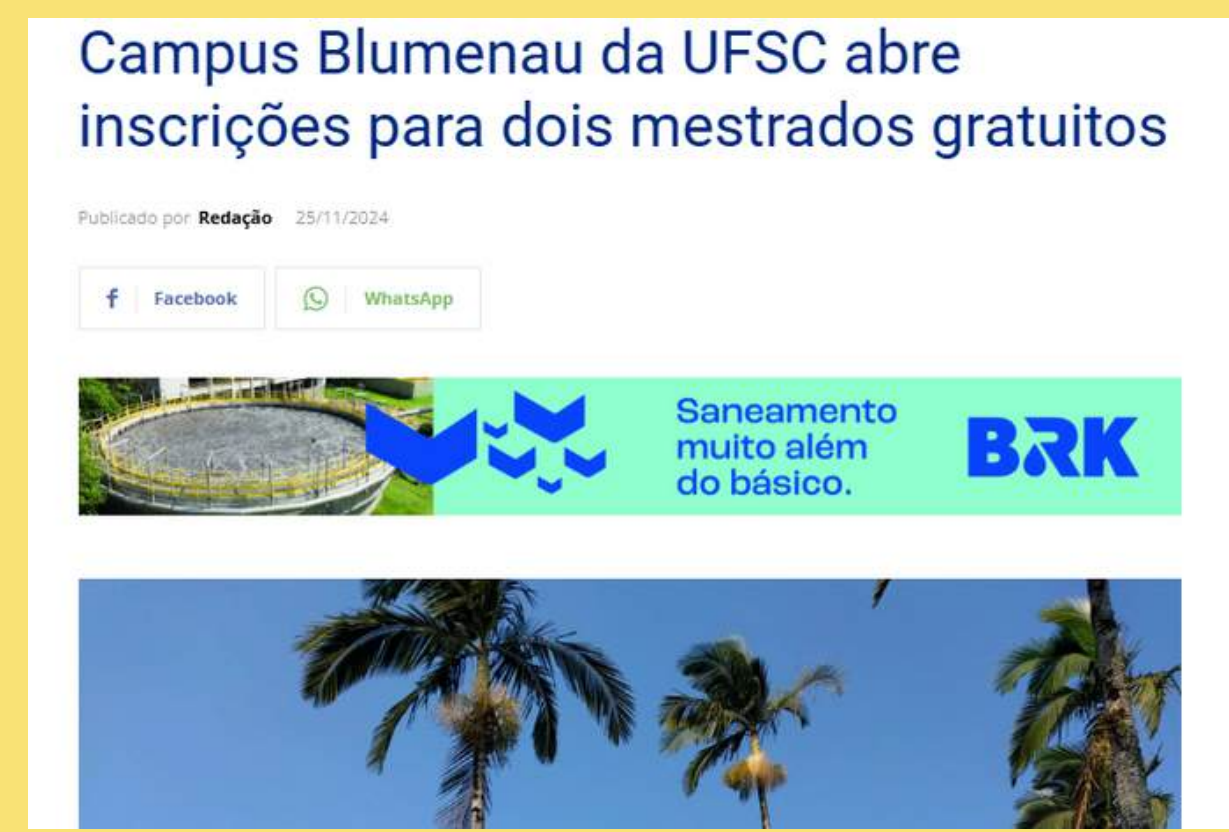 Campus Blumenau da UFSC abre
inscrições para dois mestrados gratuitos
Publicado por Redação 25/11/2024
Facebook WhatsApp
Saneamento
muito além
do básico.
BRK